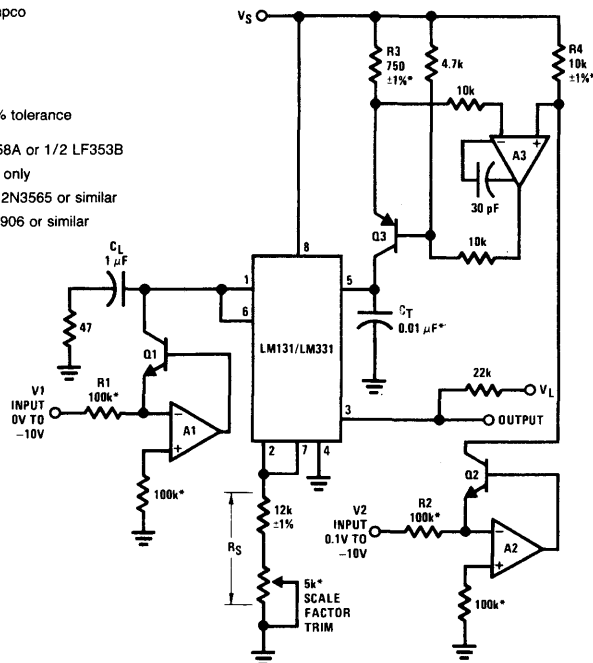 npco
% tolerance
58A or 1/2 LF353B
only
2N3565 or similar
906 or similar
VS
R3
750
±1%*
4.7k
R4
10k
±1%*
10k
A3
30 pF
Q3
10k
8
CL
1 µF
1
6
5
CT
0.01 µF*
47
LM131/LM331
Q1
22k
VL
3
OUTPUT
V1
INPUT
0V TO
−10V
R1
100k*
A1
2
7
4
100k*
12k
±1%
RS
5k*
SCALE
FACTOR
TRIM
Q2
V2
INPUT
0.1V TO
−10V
R2
100k*
A2
100k*